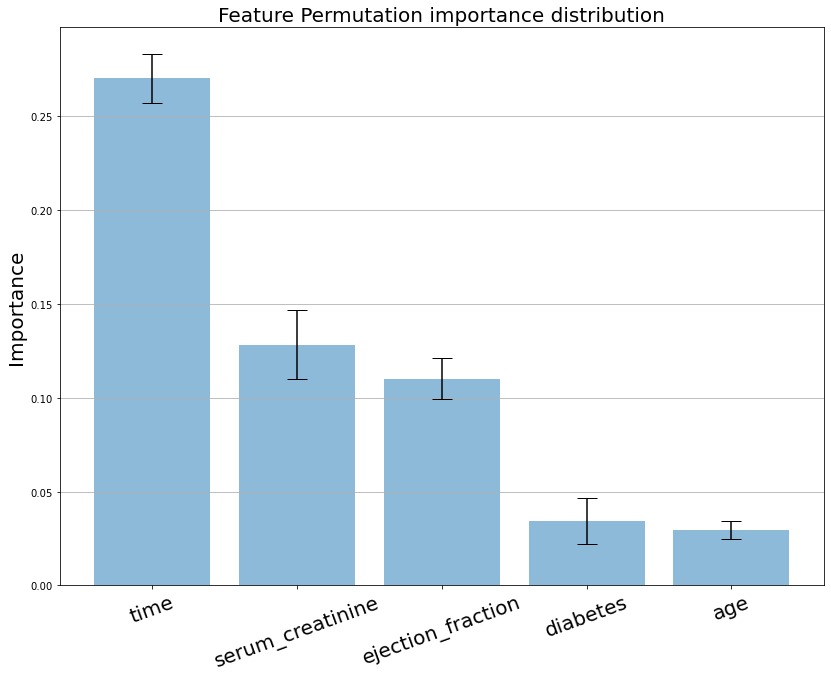 Feature Permutation importance distribution
Importance
0.25
0.20
0.15
0.10
0.05
0.00
time
serum_creatinine
ejection_fraction
diabetes
age